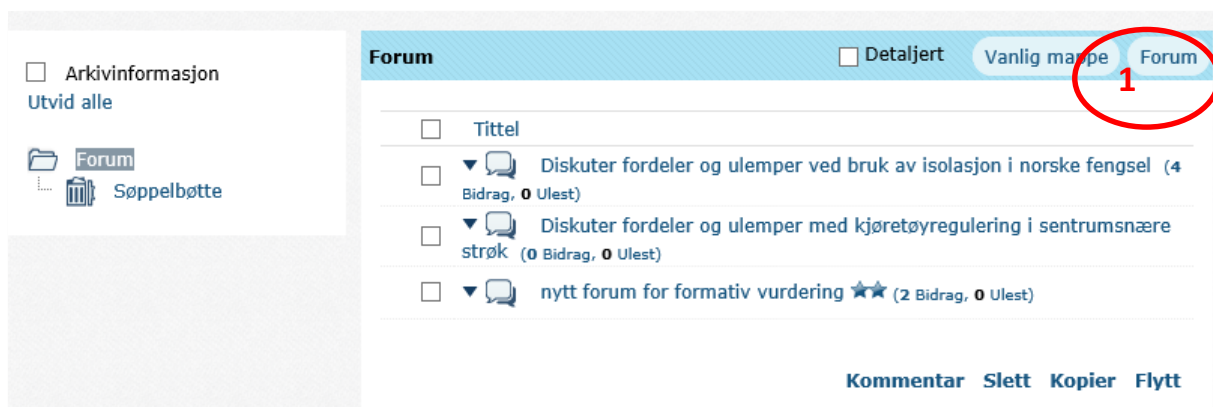 Arkivinformasjon
Utvid alle
Forum
Søppelbøtte
Forum
Detaljert
Vanlig mappe
Forum
1
Tittel
Diskuter fordeler og ulemper ved bruk av isolasjon i norske fengsel (4
Bidrag, 0 Ulest)
Diskuter fordeler og ulemper med kjøretøyregulering i sentrumsnære
strøk (0 Bidrag, 0 Ulest)
nytt forum for formativ vurdering (2 Bidrag, 0 Ulest)
Kommentar Slett Kopier Flytt